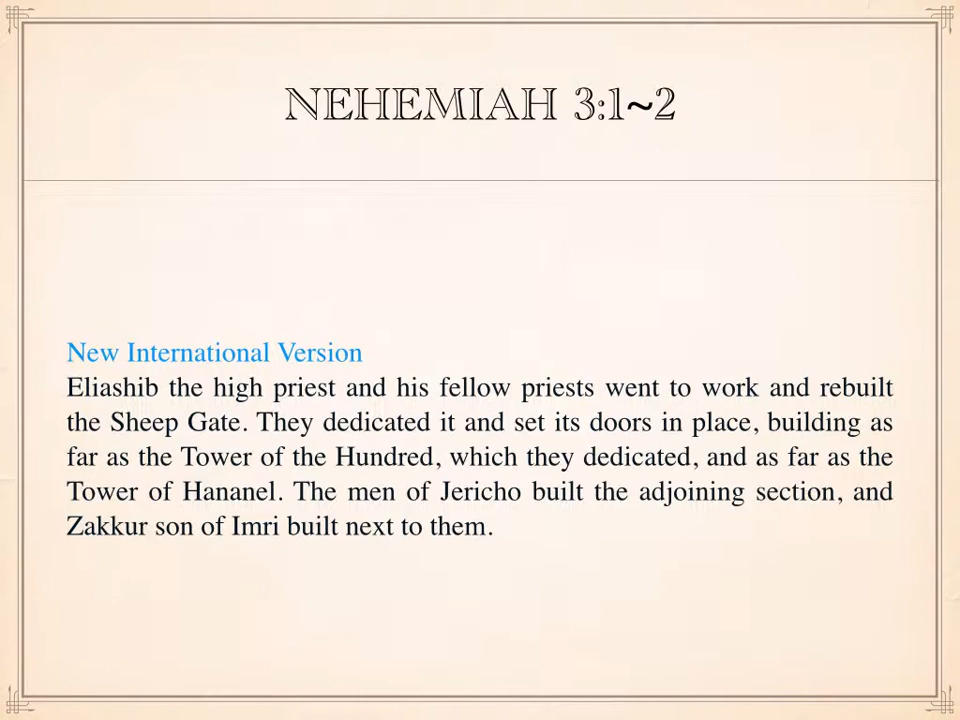 NEHEMIAH 3:1~2
New International Version
Eliashib the high priest and his fellow priests went to work and rebuilt
the Sheep Gate. They dedicated it and set its doors in place, building as
far as the Tower of the Hundred, which they dedicated, and as far as the
Tower of Hananel. The men of Jericho built the adjoining section, and
Zakkur son of Imri built next to them.